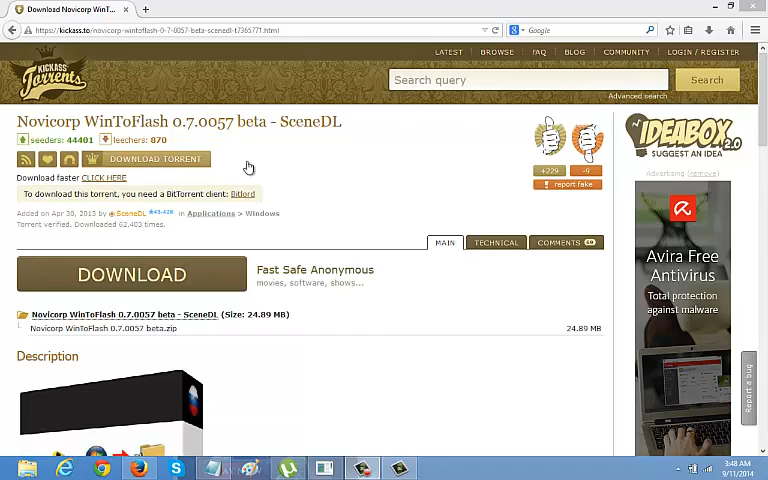 Download Novicorp WinT...
https://kickass.to/novicorp-wintoflash-0-7-0057-beta-scenedl-t7365771.html
Google
LATEST BROWSE FAQ BLOG COMMUNITY LOGIN / REGISTER
KICKASS
Torrents
Search query
Search
Advanced search
Novicorp WinToFlash 0.7.0057 beta - SceneDL
seeders: 44401 leechers: 870
DOWNLOAD TORRENT
+229 -9
report fake
Download faster CLICK HERE
To download this torrent, you need a BitTorrent client: Bitlord
Added on Apr 30, 2013 by SceneDL in Applications > Windows
Torrent verified. Downloaded 62,403 times.
MAIN TECHNICAL COMMENTS
DOWNLOAD
Fast Safe Anonymous
movies, software, shows...
Novicorp WinToFlash 0.7.0057 beta - SceneDL (Size: 24.89 MB)
Novicorp WinToFlash 0.7.0057 beta.zip 24.89 MB
Description
IDEABOX 2.0
SUGGEST AN IDEA
Advertising (remove)
Avira Free
Antivirus
Total protection
against malware
Report a bug
3:48 AM
9/11/2014